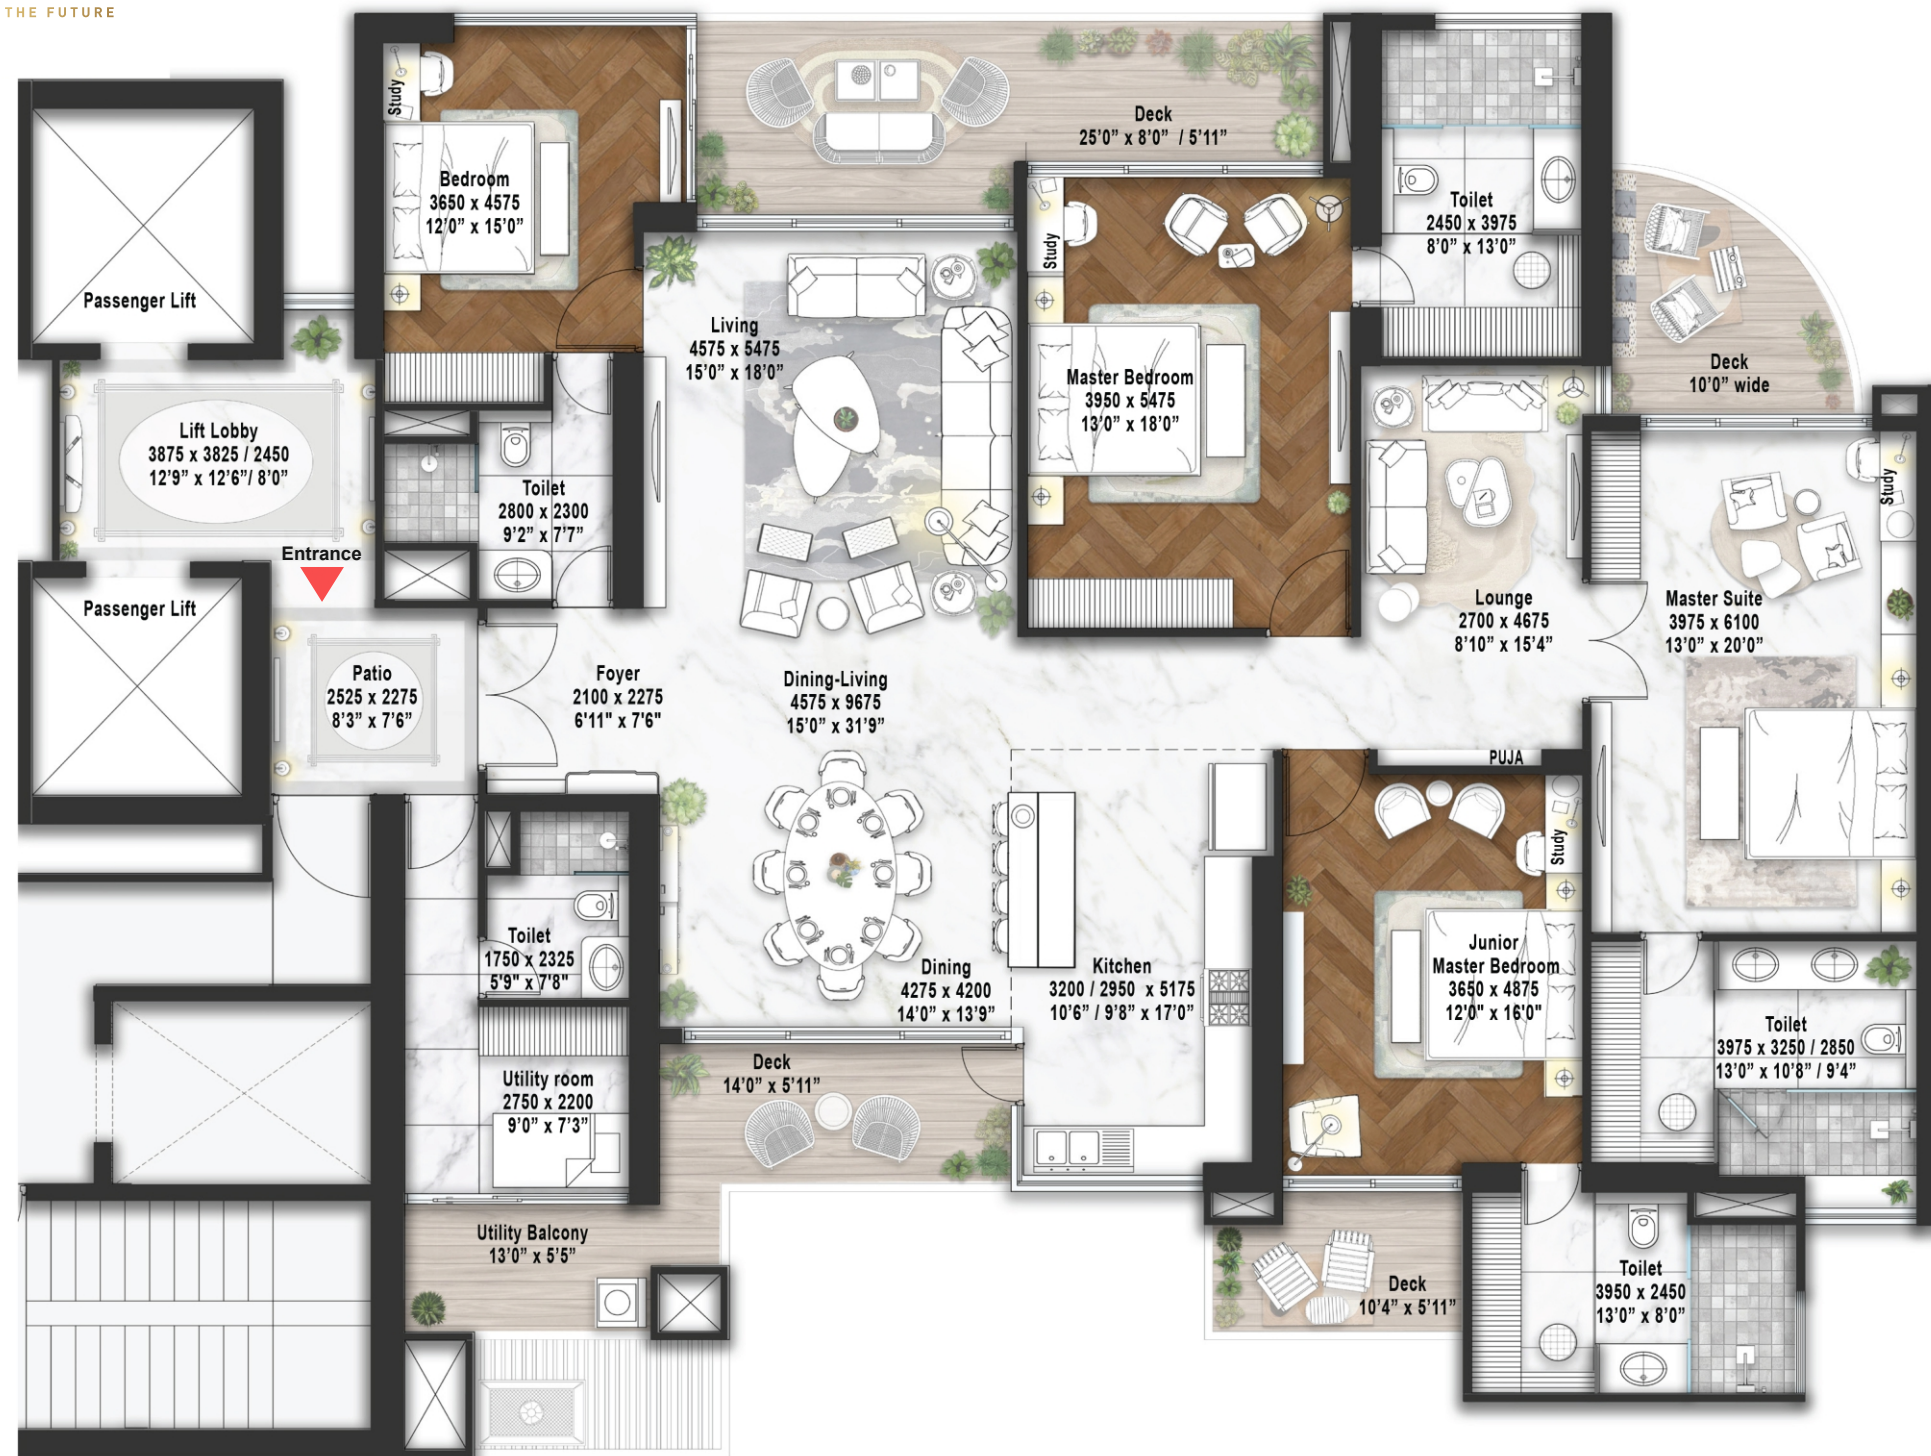 THE FUTURE
Study
Bedroom
3650 x 4575
12'0" x 15'0"
Deck
25'0" x 8'0" / 5'11"
Toilet
2450 x 3975
8'0" x 13'0"
Study
Passenger Lift
Living
4575 x 5475
15'0" x 18'0"
Master Bedroom
3950 x 5475
13'0" x 18'0"
Deck
10'0" wide
Lift Lobby
3875 x 3825 / 2450
12'9" x 12'6"/ 8'0"
Toilet
2800 x 2300
9'2" x 7'7"
Study
Entrance
Passenger Lift
Lounge
2700 x 4675
8'10" x 15'4"
Master Suite
3975 x 6100
13'0" x 20'0"
Patio
2525 x 2275
8'3" x 7'6"
Foyer
2100 x 2275
6'11" x 7'6"
Dining-Living
4575 x 9675
15'0" x 31'9"
PUJA
Study
Toilet
1750 x 2325
5'9" x 7'8"
Dining
4275 x 4200
14'0" x 13'9"
Kitchen
3200 / 2950 x 5175
10'6" / 9'8" x 17'0"
Junior
Master Bedroom
3650 x 4875
12'0" x 16'0"
Toilet
3975 x 3250 / 2850
13'0" x 10'8" / 9'4"
Utility room
2750 x 2200
9'0" x 7'3"
Deck
14'0" x 5'11"
Utility Balcony
13'0" x 5'5"
Deck
10'4" x 5'11"
Toilet
3950 x 2450
13'0" x 8'0"